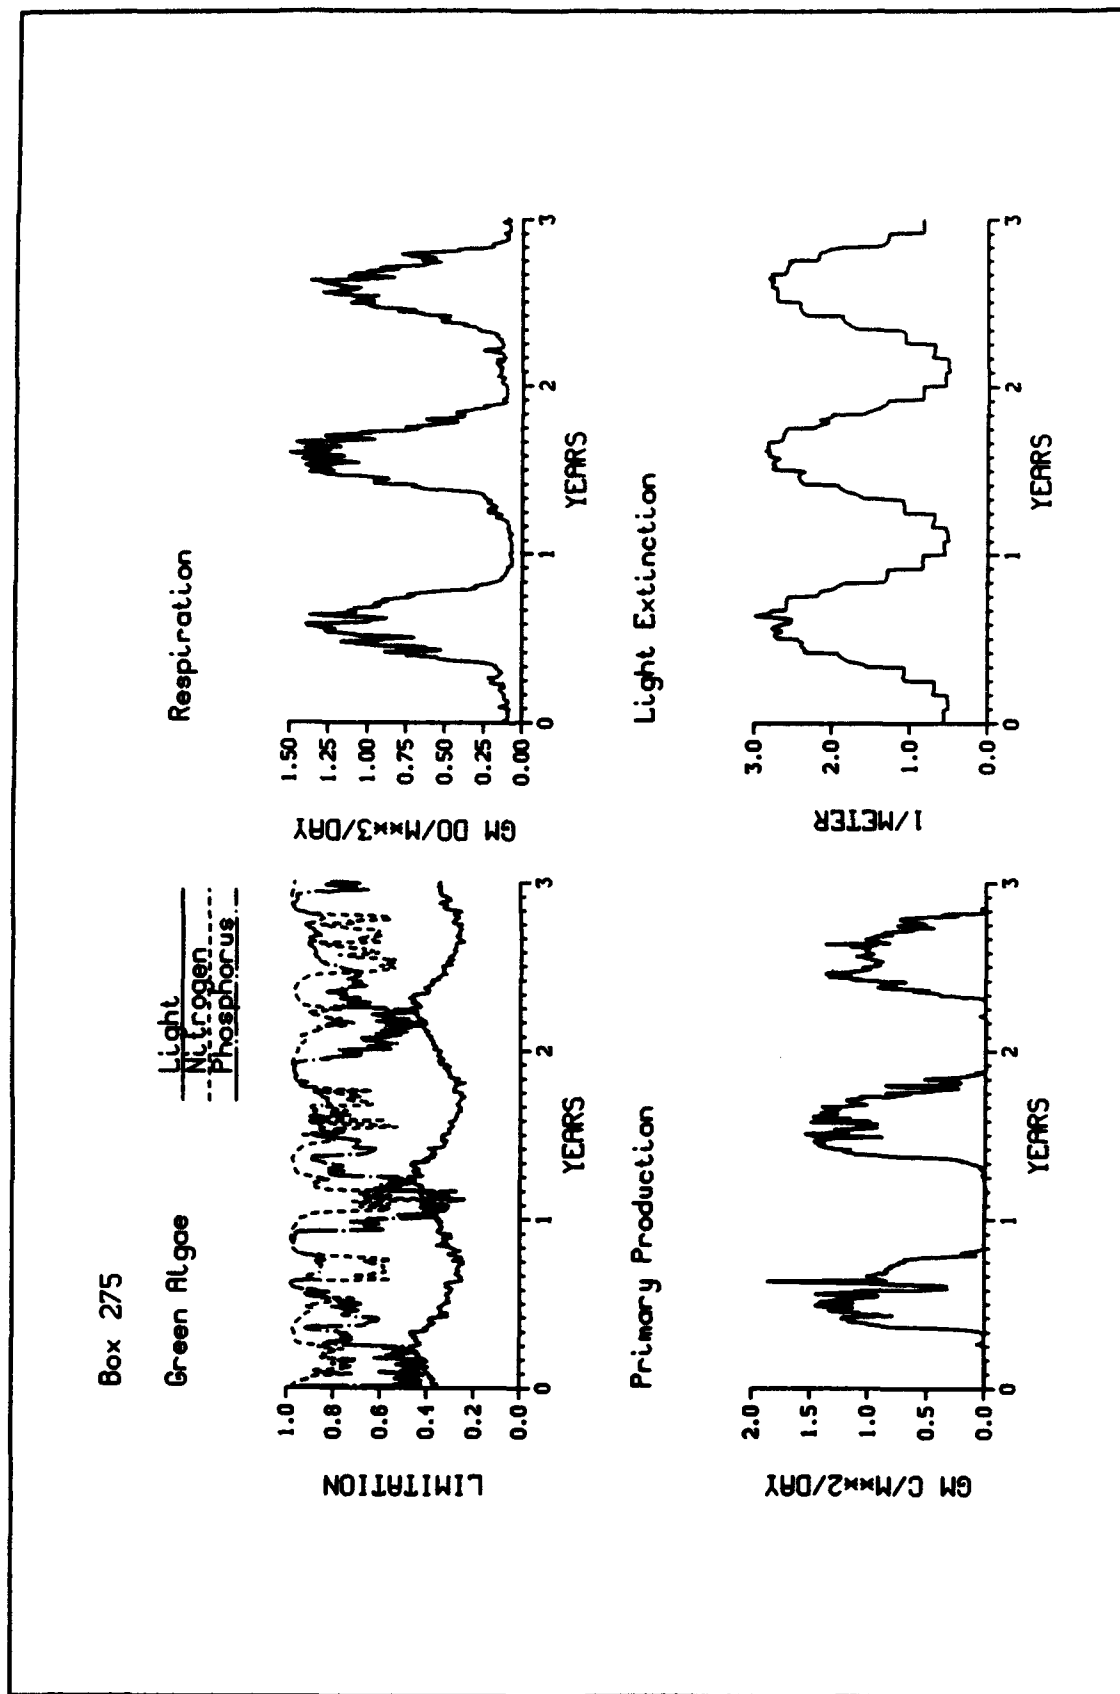 Box 275
Green Algae
Light
Nitrogen
Phosphorus
LIMITATION
1.0
0.8
0.6
0.4
0.2
0.0
0
1
2
3
YEARS
Respiration
GM DO/M**3/DAY
1.50
1.25
1.00
0.75
0.50
0.25
0.00
0
1
2
3
YEARS
Primary Production
GM C/M**2/DAY
2.0
1.5
1.0
0.5
0.0
0
1
2
3
YEARS
Light Extinction
1/METER
3.0
2.0
1.0
0.0
0
1
2
3
YEARS